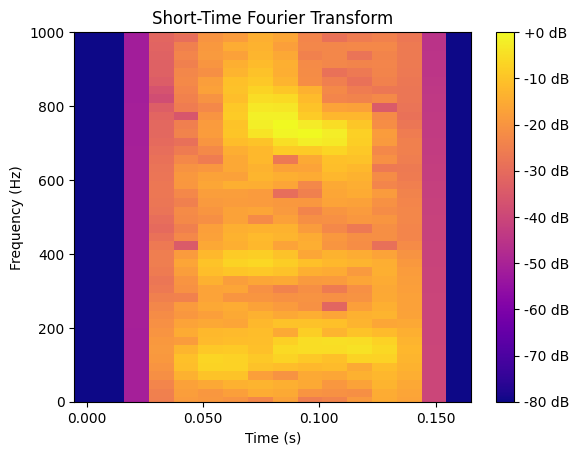 Short-Time Fourier Transform
1000
800
600
400
200
0
Frequency (Hz)
0.000
0.050
0.100
0.150
Time (s)
+0 dB
-10 dB
-20 dB
-30 dB
-40 dB
-50 dB
-60 dB
-70 dB
-80 dB